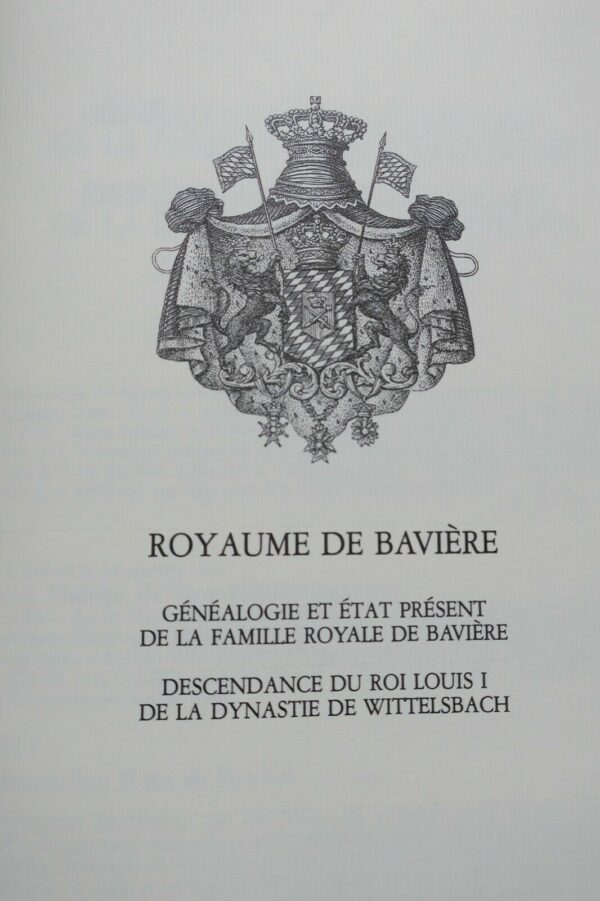 ROYAUME DE BAVIÈRE
GÉNÉALOGIE ET ÉTAT PRÉSENT
DE LA FAMILLE ROYALE DE BAVIÈRE
DESCENDANCE DU ROI LOUIS I
DE LA DYNASTIE DE WITTELSBACH